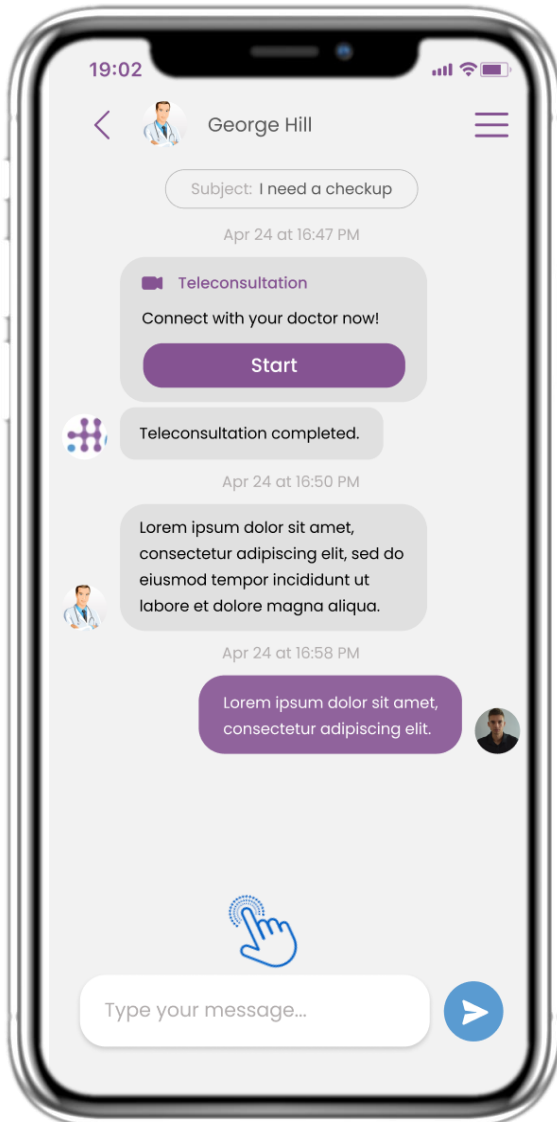 19:02
George Hill
Subject: I need a checkup
Apr 24 at 16:47 PM
Teleconsultation
Connect with your doctor now!
Start
Teleconsultation completed.
Apr 24 at 16:50 PM
Lorem ipsum dolor sit amet,
consectetur adipiscing elit, sed do
eiusmod tempor incididunt ut
labore et dolore magna aliqua.
Apr 24 at 16:58 PM
Lorem ipsum dolor sit amet,
consectetur adipiscing elit.
Type your message...